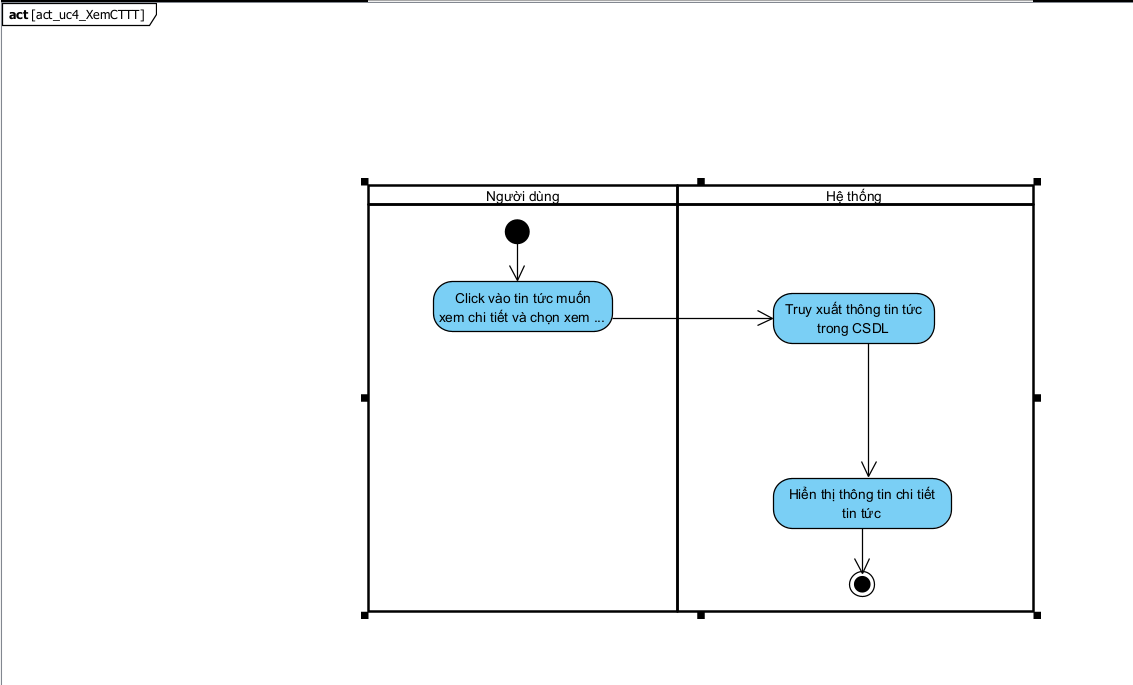 act [act_uc4_XemCTTT]
Người dùng
Hệ thống
Click vào tin tức muốn
xem chi tiết và chọn xem ...
Truy xuất thông tin tức
trong CSDL
Hiển thị thông tin chi tiết
tin tức